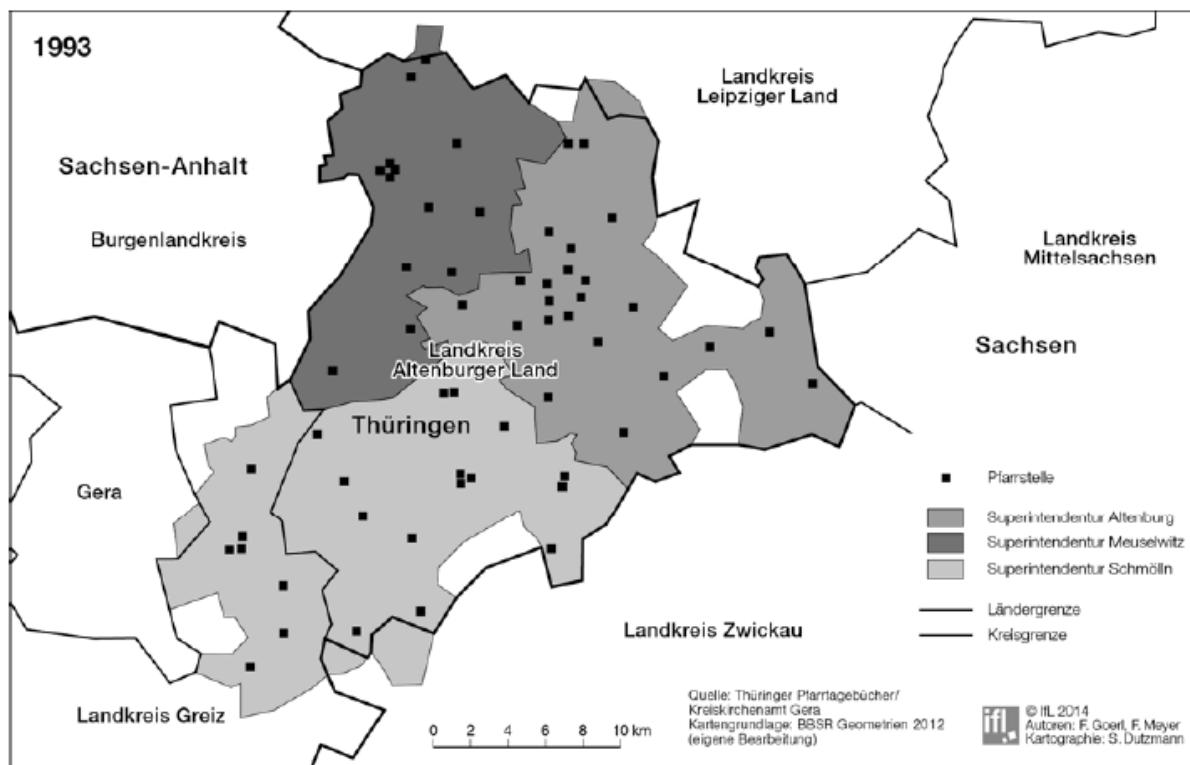 1993
Landkreis
Leipziger Land
Sachsen-Anhalt
Burgenlandkreis
Landkreis
Mittelsachsen
Sachsen
Landkreis
Altenburger Land
Thüringen
Gera
Pfarrstelle
Superintendentur Altenburg
Superintendentur Meuselwitz
Superintendentur Schmölln
Ländergrenze
Kreisgrenze
Landkreis Zwickau
Landkreis Greiz
0 2 4 6 8 10 km
Quelle: Thüringer Pfarrtagebücher/
Kreiskirchenamt Gera
Kartengrundlage: BBSR Geometrien 2012
(eigene Bearbeitung)
ifl
© IfL 2014
Autoren: F. Goerl, F. Meyer
Kartographie: S. Dutzmann